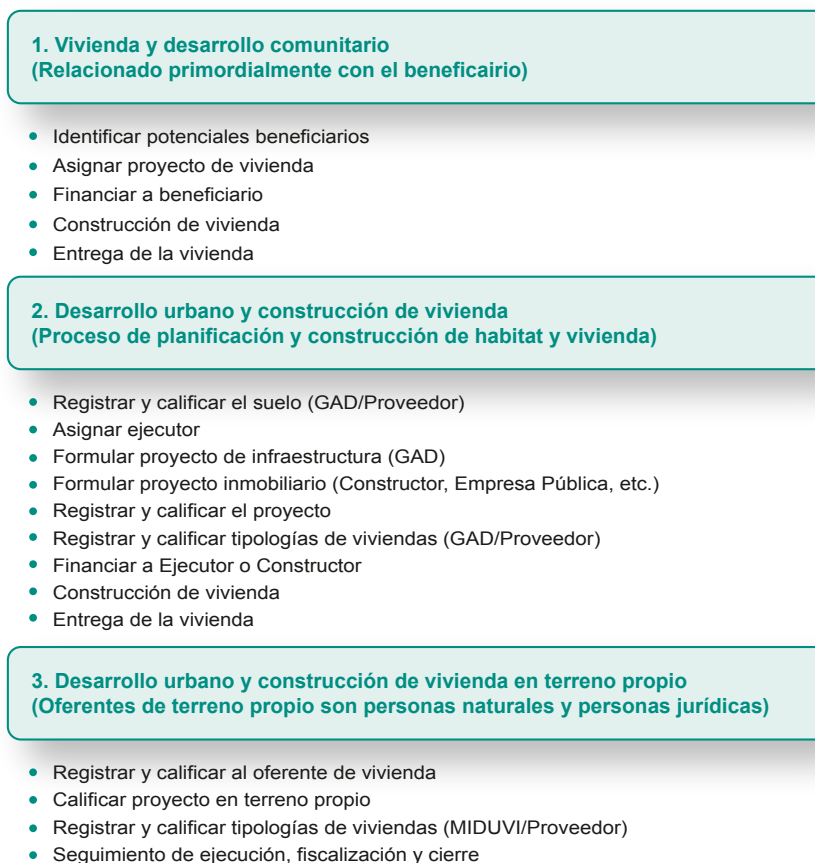 1. Vivienda y desarrollo comunitario
(Relacionado primordialmente con el beneficairio)
• Identificar potenciales beneficiarios
• Asignar proyecto de vivienda
• Financiar a beneficiario
• Construcción de vivienda
• Entrega de la vivienda
2. Desarrollo urbano y construcción de vivienda
(Proceso de planificación y construcción de habitat y vivienda)
• Registrar y calificar el suelo (GAD/Proveedor)
• Asignar ejecutor
• Formular proyecto de infraestructura (GAD)
• Formular proyecto inmobiliario (Constructor, Empresa Pública, etc.)
• Registrar y calificar el proyecto
• Registrar y calificar tipologías de viviendas (GAD/Proveedor)
• Financiar a Ejecutor o Constructor
• Construcción de vivienda
• Entrega de la vivienda
3. Desarrollo urbano y construcción de vivienda en terreno propio
(Oferentes de terreno propio son personas naturales y personas jurídicas)
• Registrar y calificar al oferente de vivienda
• Calificar proyecto en terreno propio
• Registrar y calificar tipologías de viviendas (MIDUVI/Proveedor)
• Seguimiento de ejecución, fiscalización y cierre